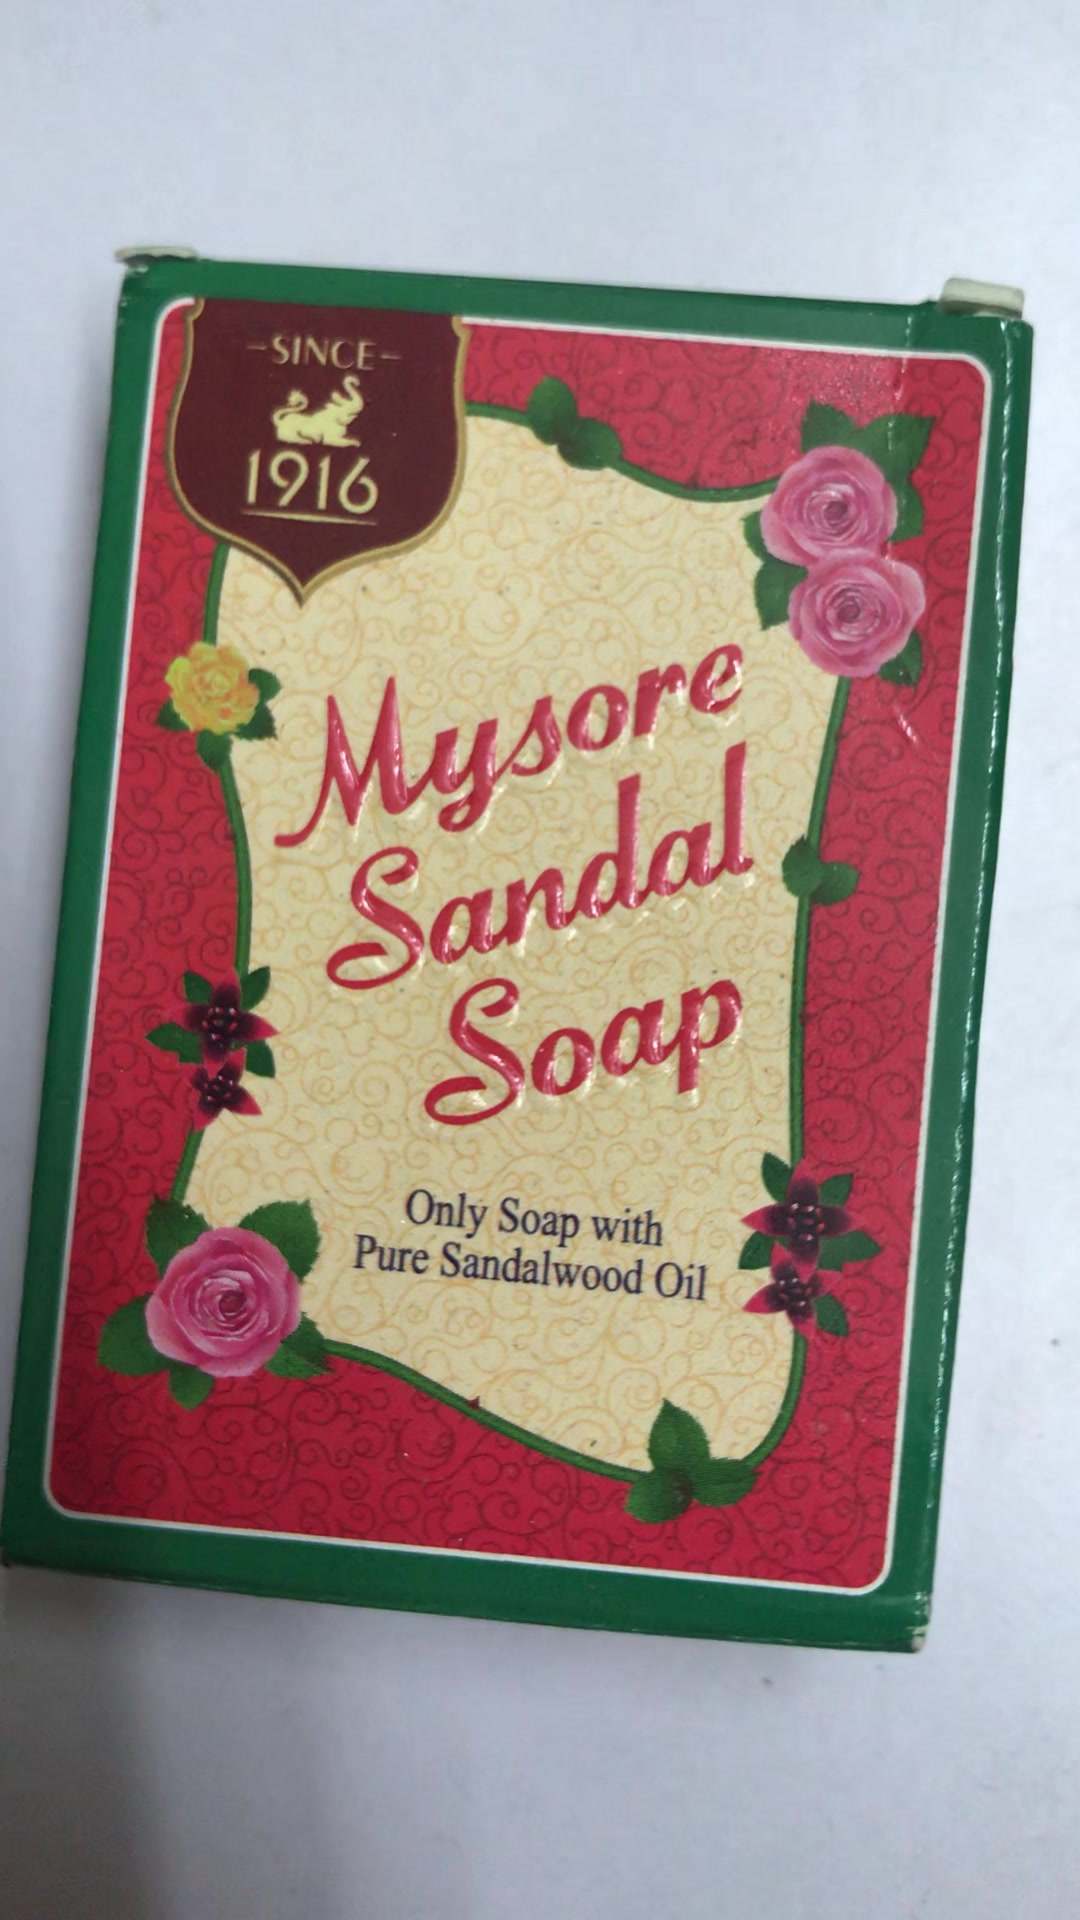 -SINCE-
1916
Mysore
Sandal
Soap
Only Soap with
Pure Sandalwood Oil